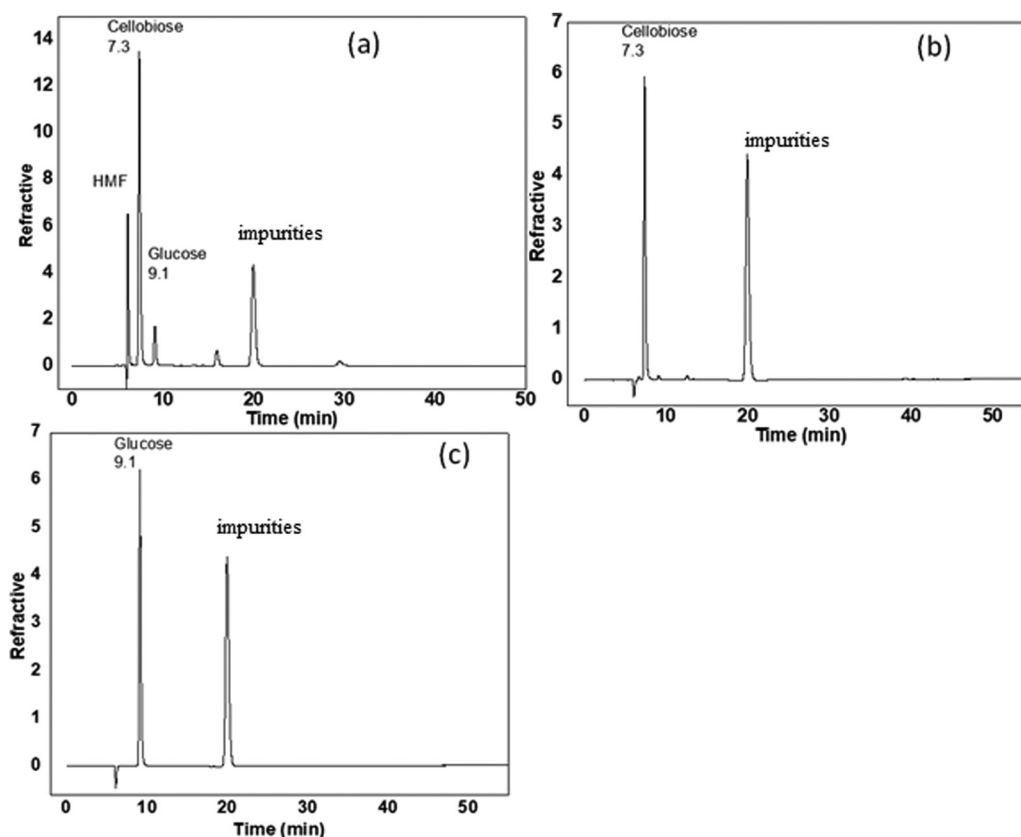 (a)
Cellobiose
7.3
HMF
Glucose
9.1
impurities
Refractive
14
12
10
8
6
4
2
0
0 10 20 30 40 50
Time (min)
(b)
Cellobiose
7.3
impurities
Refractive
7
6
5
4
3
2
1
0
0 10 20 30 40 50
Time (min)
(c)
Glucose
9.1
impurities
Refractive
7
6
5
4
3
2
1
0
0 10 20 30 40 50
Time (min)